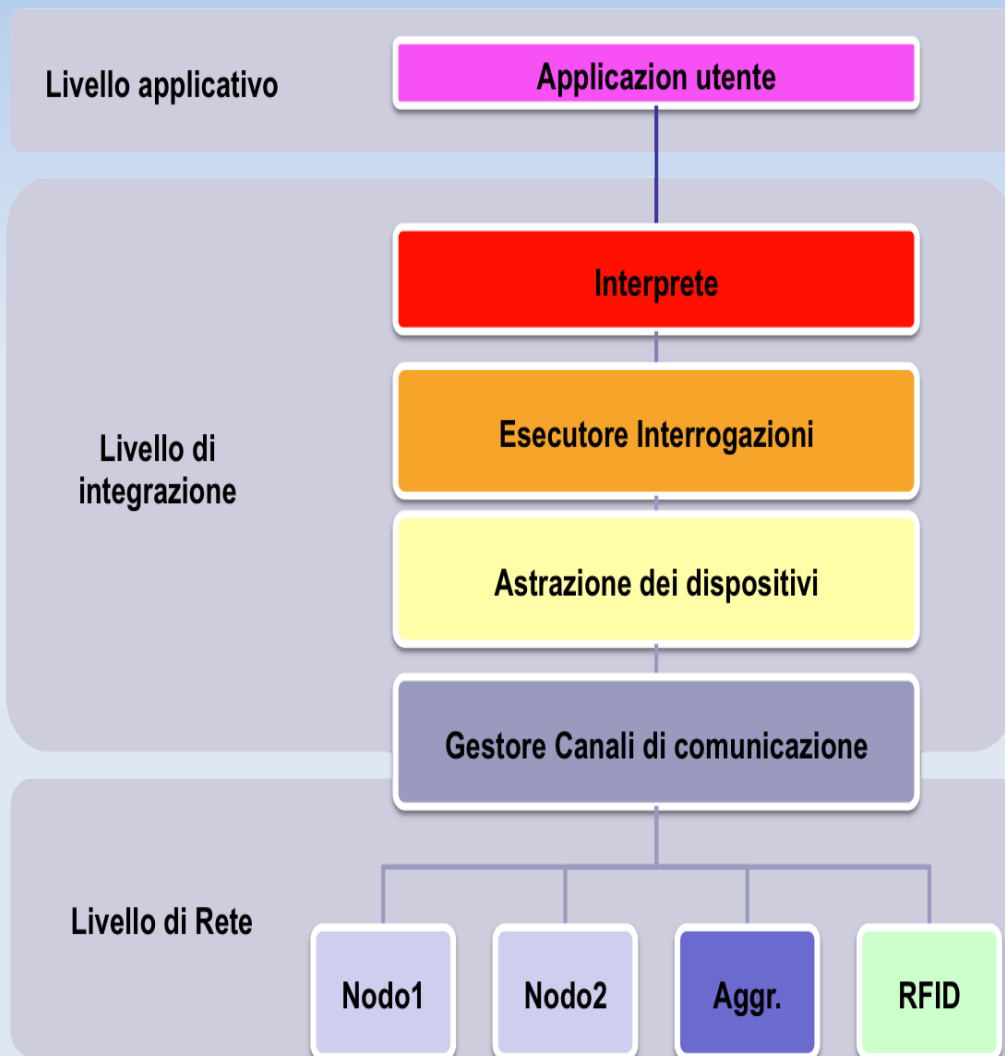 Livello applicativo
Applicazion utente
Interprete
Esecutore Interrogazioni
Livello di
integrazione
Astrazione dei dispositivi
Gestore Canali di comunicazione
Livello di Rete
Nodo1
Nodo2
Aggr.
RFID